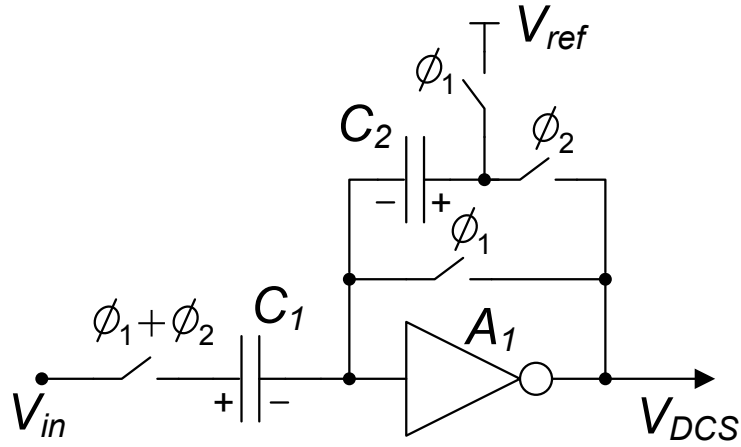 V_ref
ϕ₁
C₂
ϕ₂
− +
ϕ₁
ϕ₁+ϕ₂
C₁
A₁
+ −
V_in
V_DCS